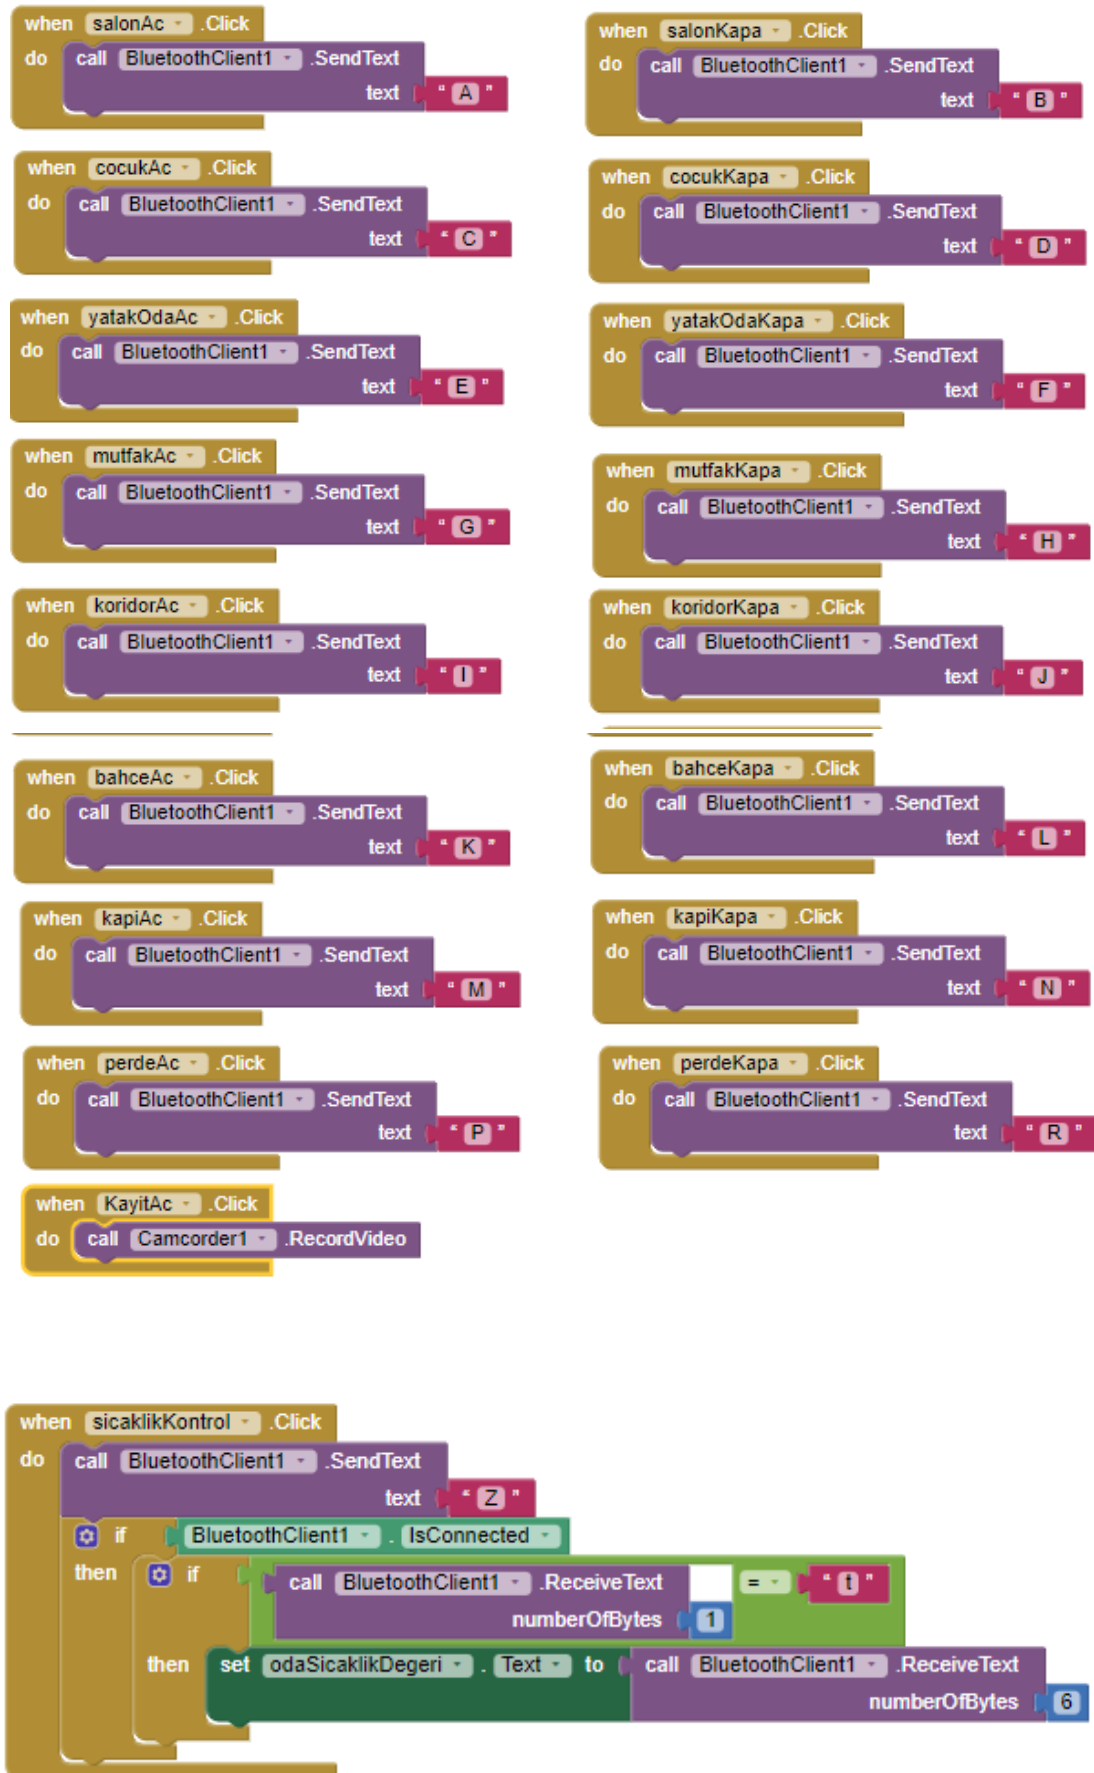 when salonAc .Click
do call BluetoothClient1 .SendText
text " A "
when salonKapa .Click
do call BluetoothClient1 .SendText
text " B "
when cocukAc .Click
do call BluetoothClient1 .SendText
text " C "
when cocukKapa .Click
do call BluetoothClient1 .SendText
text " D "
when yatakOdaAc .Click
do call BluetoothClient1 .SendText
text " E "
when yatakOdaKapa .Click
do call BluetoothClient1 .SendText
text " F "
when mutfakAc .Click
do call BluetoothClient1 .SendText
text " G "
when mutfakKapa .Click
do call BluetoothClient1 .SendText
text " H "
when koridorAc .Click
do call BluetoothClient1 .SendText
text " I "
when koridorKapa .Click
do call BluetoothClient1 .SendText
text " J "
when bahceAc .Click
do call BluetoothClient1 .SendText
text " K "
when bahceKapa .Click
do call BluetoothClient1 .SendText
text " L "
when kapiAc .Click
do call BluetoothClient1 .SendText
text " M "
when kapiKapa .Click
do call BluetoothClient1 .SendText
text " N "
when perdeAc .Click
do call BluetoothClient1 .SendText
text " P "
when perdeKapa .Click
do call BluetoothClient1 .SendText
text " R "
when KayitAc .Click
do call Camcorder1 .RecordVideo
when sicaklikKontrol .Click
do call BluetoothClient1 .SendText
text " Z "
if BluetoothClient1 . IsConnected
then if call BluetoothClient1 .ReceiveText = " t "
numberOfBytes 1
then set odaSicaklikDegeri . Text to call BluetoothClient1 .ReceiveText
numberOfBytes 6